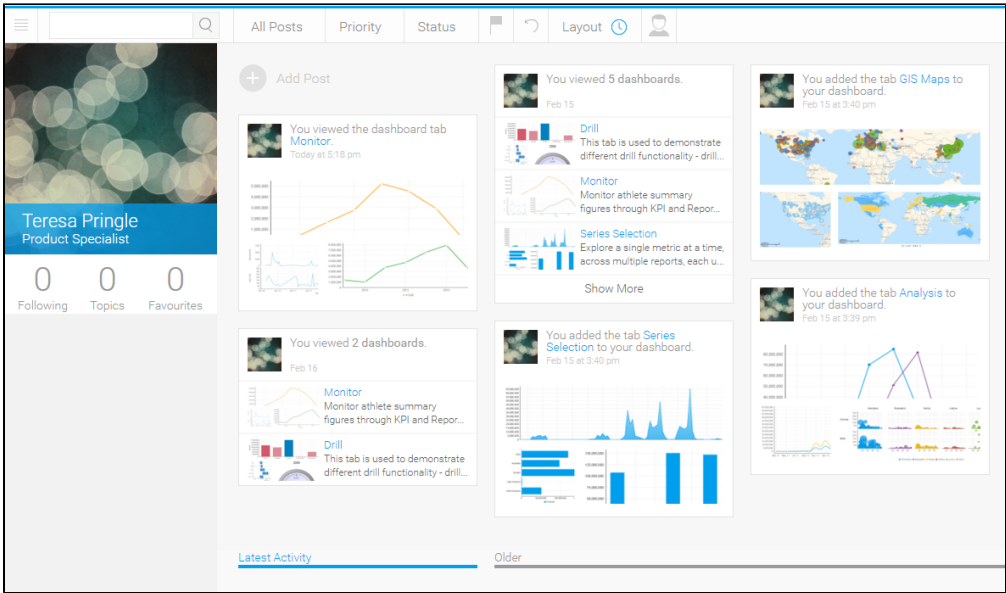 All Posts
Priority
Status
Layout
Teresa Pringle
Product Specialist
0
0
0
Following
Topics
Favourites
Add Post
You viewed the dashboard tab
Monitor.
Today at 5:18 pm
You viewed 2 dashboards.
Feb 16
Monitor
Monitor athlete summary
figures through KPI and Repor...
Drill
This tab is used to demonstrate
different drill functionality - drill...
Latest Activity
You viewed 5 dashboards.
Feb 15
Drill
This tab is used to demonstrate
different drill functionality - drill...
Monitor
Monitor athlete summary
figures through KPI and Repor...
Series Selection
Explore a single metric at a time,
across multiple reports, each u...
Show More
You added the tab Series
Selection to your dashboard.
Feb 15 at 3:40 pm
Older
You added the tab GIS Maps to
your dashboard.
Feb 15 at 3:40 pm
You added the tab Analysis to
your dashboard.
Feb 15 at 3:39 pm